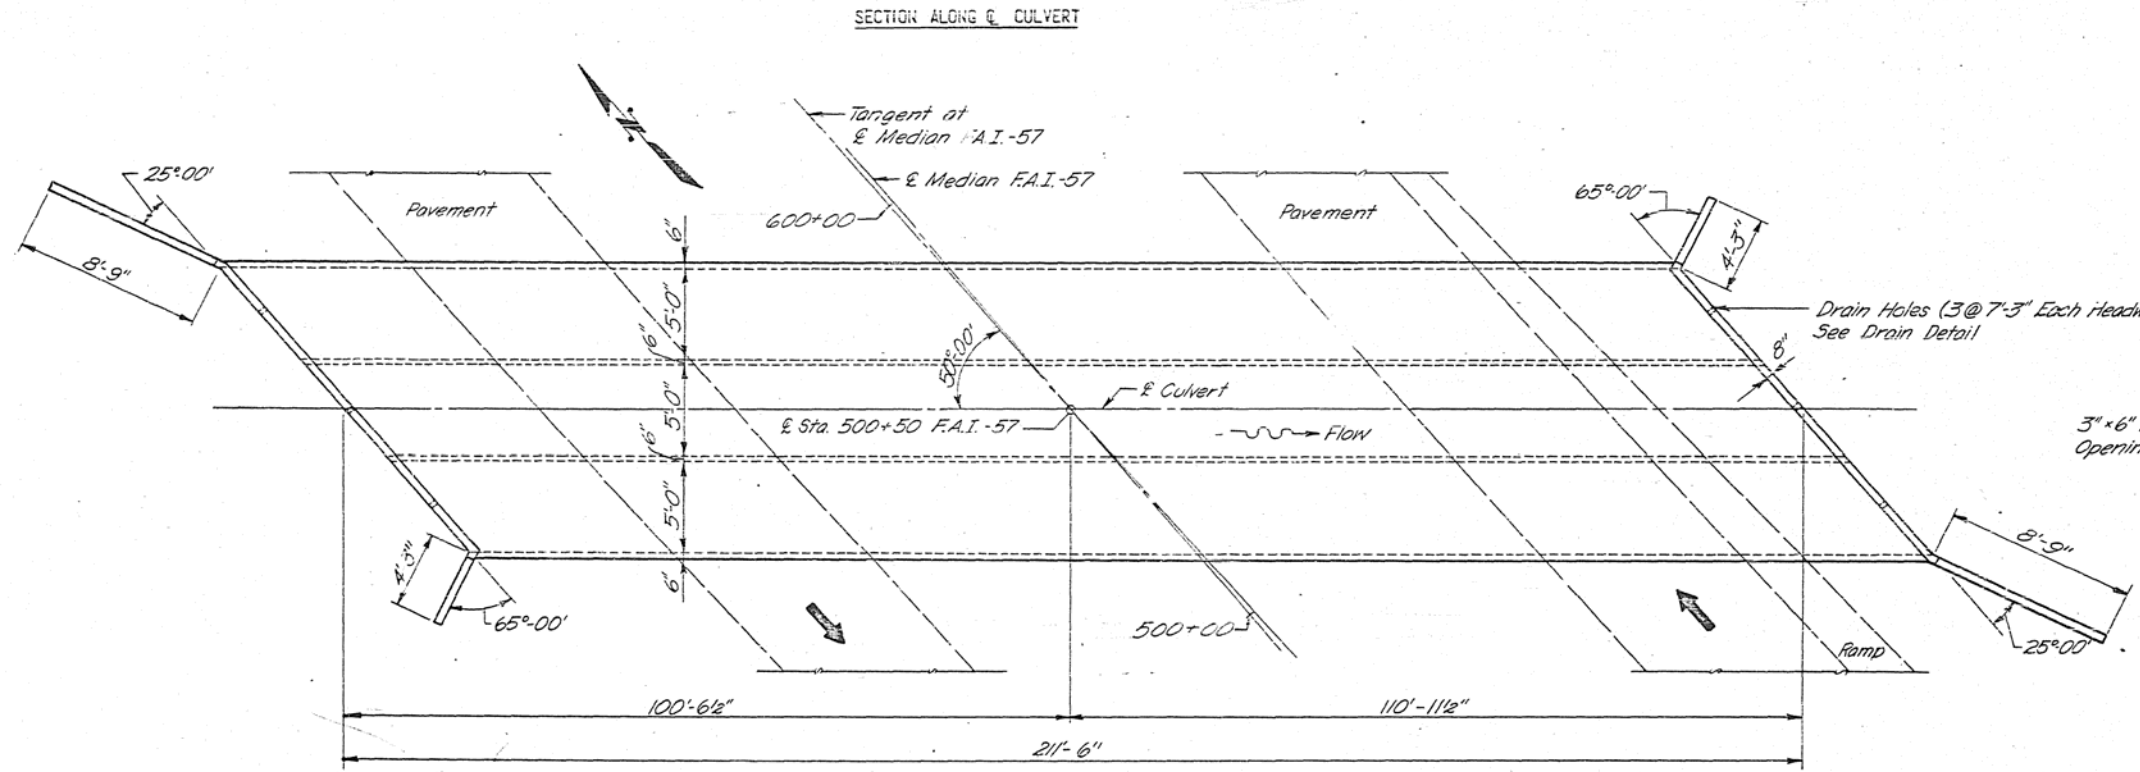 SECTION ALONG ℄ CULVERT
Tangent at
℄ Median F.A.I.-57
℄ Median F.A.I.-57
600+00
25°-00'
8'-9"
Pavement
Pavement
65°-00'
4'-3"
N
6"
5'-0"
6"
5'-0"
6"
5'-0"
6"
50°-00'
Drain Holes (3@7'-3" Each Headw
See Drain Detail
8"
℄ Culvert
℄ Sta. 500+50 F.A.I.-57
Flow
3"×6"
Openin
4'-3"
65°-00'
500+00
8'-9"
25°-00'
Ramp
100'-6½"
110'-11½"
211'-6"